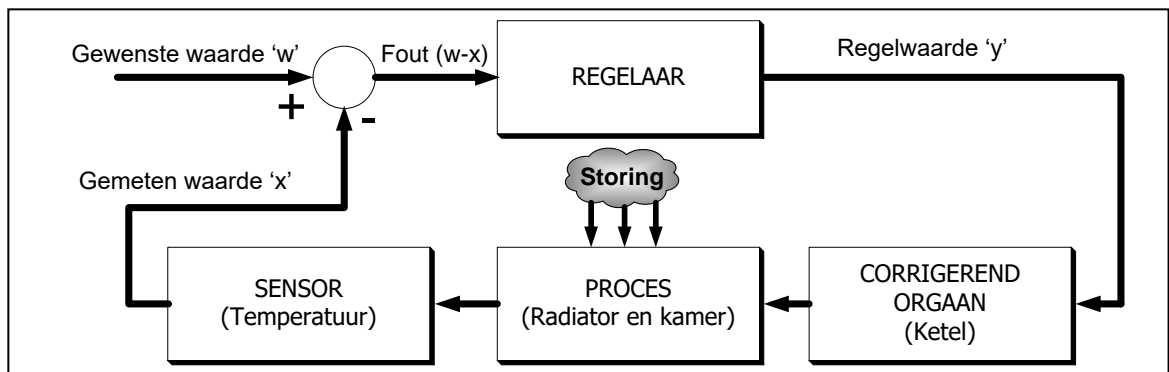 Gewenste waarde ‘w’
Fout (w-x)
REGELAAR
Regelwaarde ‘y’
+
-
Gemeten waarde ‘x’
Storing
SENSOR
(Temperatuur)
PROCES
(Radiator en kamer)
CORRIGEREND
ORGAAN
(Ketel)